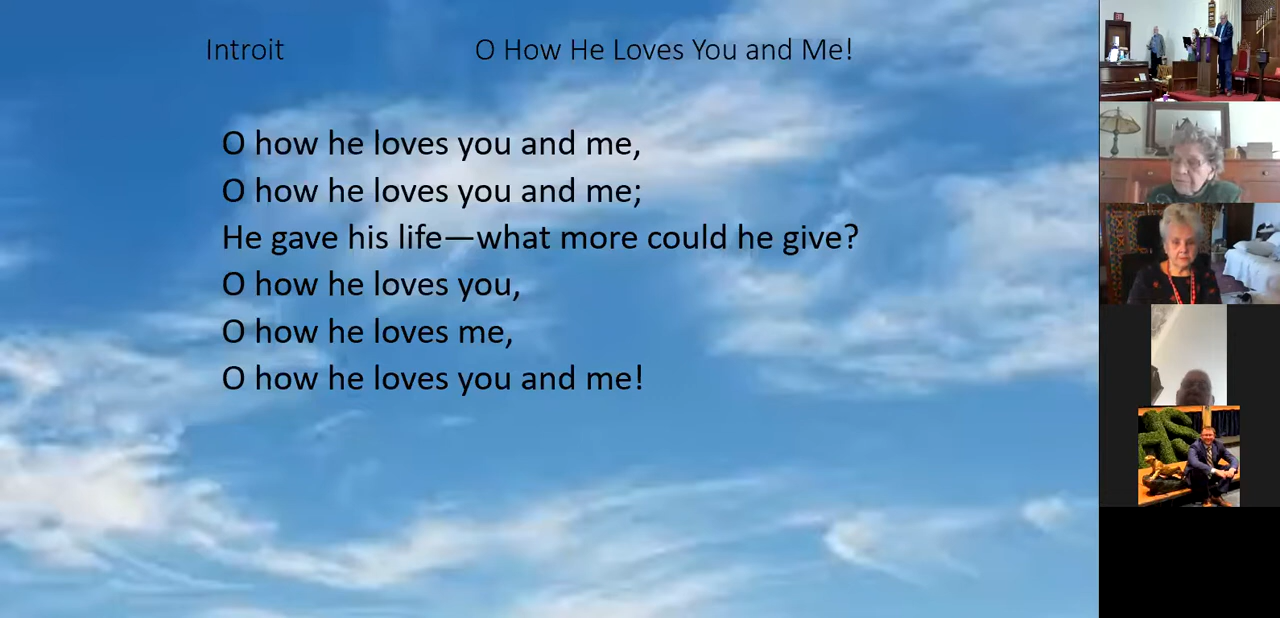 Introit O How He Loves You and Me!
O how he loves you and me,
O how he loves you and me;
He gave his life—what more could he give?
O how he loves you,
O how he loves me,
O how he loves you and me!